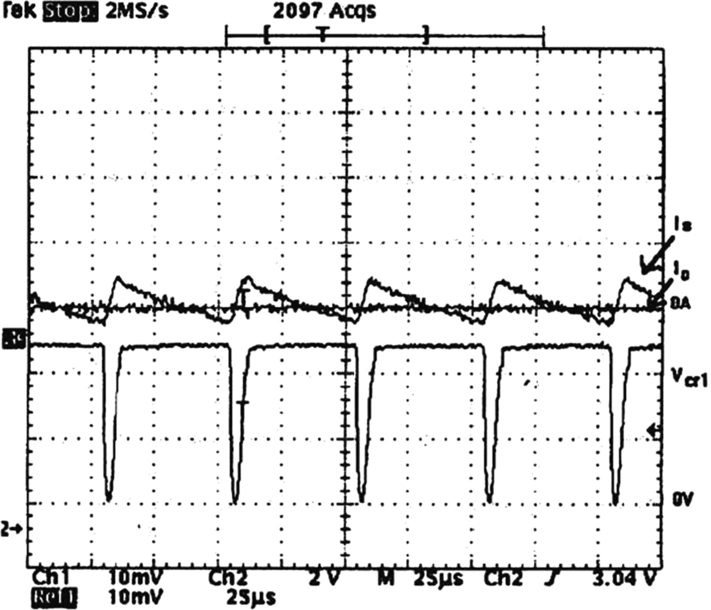 Tek Stop 2MS/s 2097 Acqs
T
Is
Io
0A
Vcr1
0V
2→
Ch1 10mV Ch2 2 V M 25µs Ch2 ʃ 3.04 V
Ref1 10mV 25µs